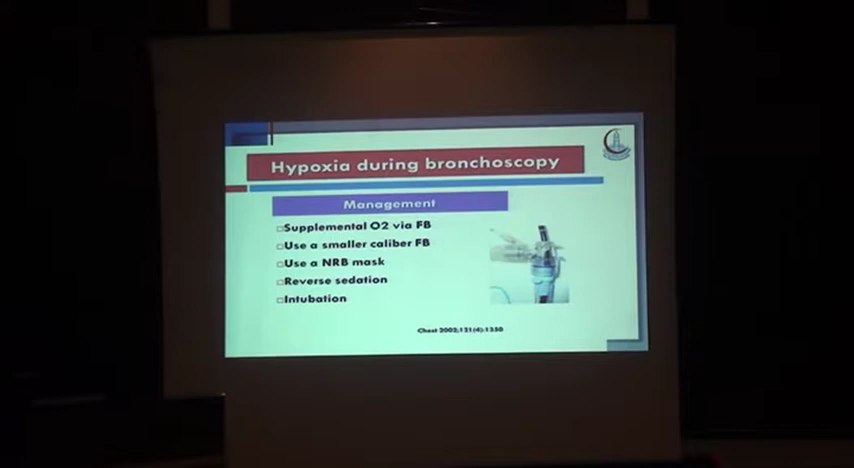 Hypoxia during bronchoscopy
Management
Supplemental O2 via FB
Use a smaller caliber FB
Use a NRB mask
Reverse sedation
Intubation
Chest 2002;121(4):1350